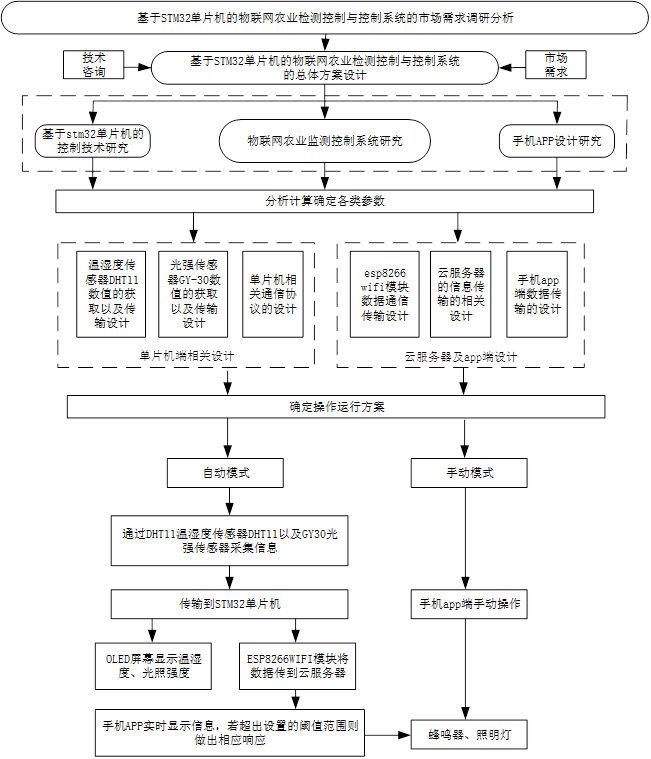 基于STM32单片机的物联网农业检测控制与控制系统的市场需求调研分析
技术
咨询
基于STM32单片机的物联网农业检测控制与控制系统
的总体方案设计
市场
需求
基于stm32单片机的
控制技术研究
物联网农业监测控制系统研究
手机APP设计研究
分析计算确定各类参数
温湿度传
感器DHT11
数值的获
取以及传
输设计
光强传感
器GY-30数
值的获取
以及传输
设计
单片机相
关通信协
议的设计
单片机端相关设计
esp8266
wifi模块
数据通信
传输设计
云服务器
的信息传
输的相关
设计
手机app
端数据传
输的设计
云服务器及app端设计
确定操作运行方案
自动模式
手动模式
通过DHT11温湿度传感器DHT11以及GY30光
强传感器采集信息
传输到STM32单片机
手机app端手动操作
OLED屏幕显示温湿
度、光照强度
ESP8266WIFI模块将
数据传到云服务器
手机APP实时显示信息，若超出设置的阈值范围则
做出相应响应
蜂鸣器、照明灯